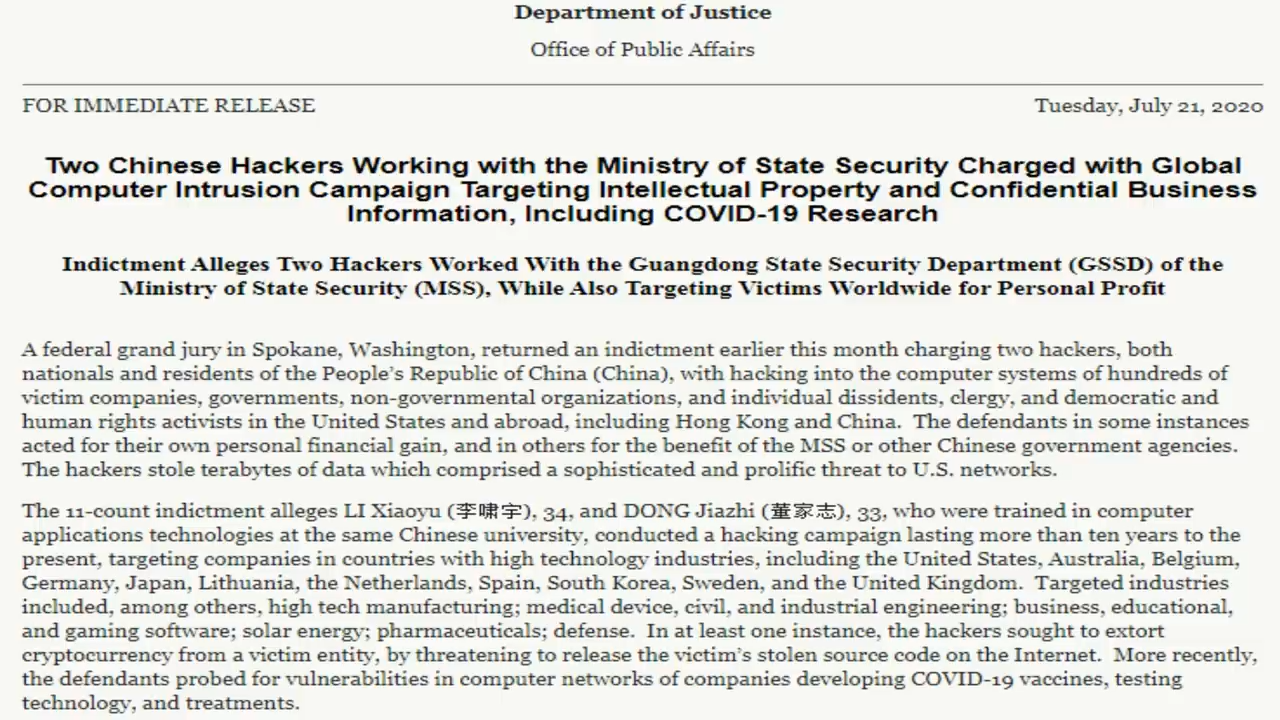 Department of Justice
Office of Public Affairs
FOR IMMEDIATE RELEASE Tuesday, July 21, 2020
Two Chinese Hackers Working with the Ministry of State Security Charged with Global
Computer Intrusion Campaign Targeting Intellectual Property and Confidential Business
Information, Including COVID-19 Research
Indictment Alleges Two Hackers Worked With the Guangdong State Security Department (GSSD) of the
Ministry of State Security (MSS), While Also Targeting Victims Worldwide for Personal Profit
A federal grand jury in Spokane, Washington, returned an indictment earlier this month charging two hackers, both
nationals and residents of the People's Republic of China (China), with hacking into the computer systems of hundreds of
victim companies, governments, non-governmental organizations, and individual dissidents, clergy, and democratic and
human rights activists in the United States and abroad, including Hong Kong and China.  The defendants in some instances
acted for their own personal financial gain, and in others for the benefit of the MSS or other Chinese government agencies.
The hackers stole terabytes of data which comprised a sophisticated and prolific threat to U.S. networks.
The 11-count indictment alleges LI Xiaoyu (李啸宇), 34, and DONG Jiazhi (董家志), 33, who were trained in computer
applications technologies at the same Chinese university, conducted a hacking campaign lasting more than ten years to the
present, targeting companies in countries with high technology industries, including the United States, Australia, Belgium,
Germany, Japan, Lithuania, the Netherlands, Spain, South Korea, Sweden, and the United Kingdom.  Targeted industries
included, among others, high tech manufacturing; medical device, civil, and industrial engineering; business, educational,
and gaming software; solar energy; pharmaceuticals; defense.  In at least one instance, the hackers sought to extort
cryptocurrency from a victim entity, by threatening to release the victim's stolen source code on the Internet.  More recently,
the defendants probed for vulnerabilities in computer networks of companies developing COVID-19 vaccines, testing
technology, and treatments.